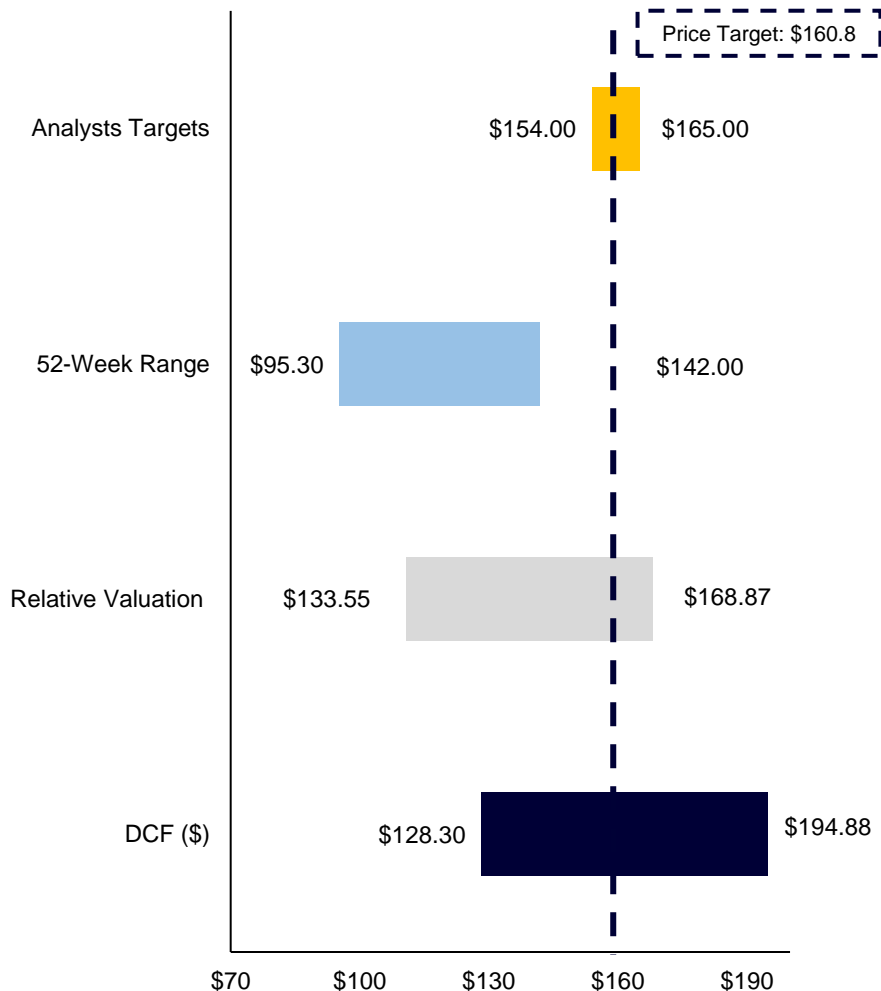 Price Target: $160.8
Analysts Targets $154.00 $165.00
52-Week Range $95.30 $142.00
Relative Valuation $133.55 $168.87
DCF ($) $128.30 $194.88
$70 $100 $130 $160 $190